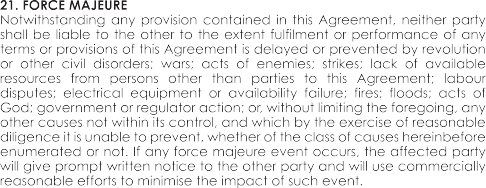 21. FORCE MAJEURE
Notwithstanding any provision contained in this Agreement, neither party
shall be liable to the other to the extent fulfilment or performance of any
terms or provisions of this Agreement is delayed or prevented by revolution
or other civil disorders; wars; acts of enemies; strikes; lack of available
resources from persons other than parties to this Agreement; labour
disputes; electrical equipment or availability failure; fires; floods; acts of
God; government or regulator action; or, without limiting the foregoing, any
other causes not within its control, and which by the exercise of reasonable
diligence it is unable to prevent, whether of the class of causes hereinbefore
enumerated or not. If any force majeure event occurs, the affected party
will give prompt written notice to the other party and will use commercially
reasonable efforts to minimise the impact of such event.